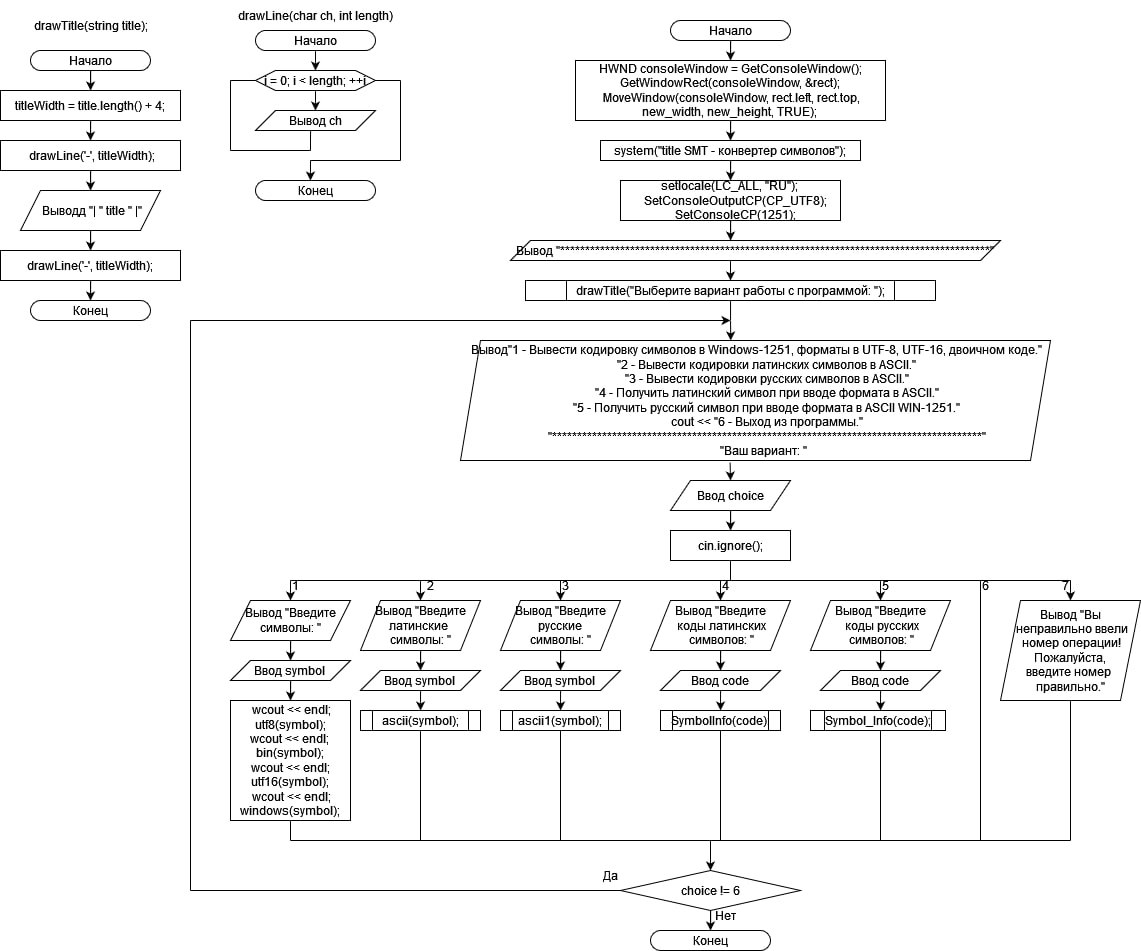 drawTitle(string title);
Начало
titleWidth = title.length() + 4;
drawLine('-', titleWidth);
Выводд "| " title " |"
drawLine('-', titleWidth);
Конец
drawLine(char ch, int length)
Начало
i = 0; i < length; ++i
Вывод ch
Конец
Начало
HWND consoleWindow = GetConsoleWindow();
GetWindowRect(consoleWindow, &rect);
MoveWindow(consoleWindow, rect.left, rect.top,
new_width, new_height, TRUE);
system("title SMT - конвертер символов");
setlocale(LC_ALL, "RU");
SetConsoleOutputCP(CP_UTF8);
SetConsoleCP(1251);
Вывод "**************************************************************************************"
drawTitle("Выберите вариант работы с программой: ");
Вывод"1 - Вывести кодировку символов в Windows-1251, форматы в UTF-8, UTF-16, двоичном коде."
"2 - Вывести кодировки латинских символов в ASCII."
"3 - Вывести кодировки русских символов в ASCII."
"4 - Получить латинский символ при вводе формата в ASCII."
"5 - Получить русский символ при вводе формата в ASCII WIN-1251."
cout << "6 - Выход из программы."
"**************************************************************************************"
"Ваш вариант: "
Ввод choice
cin.ignore();
1
Вывод "Введите
символы: "
Ввод symbol
wcout << endl;
utf8(symbol);
wcout << endl;
bin(symbol);
wcout << endl;
utf16(symbol);
wcout << endl;
windows(symbol);
2
Вывод "Введите
латинские
символы: "
Ввод symbol
ascii(symbol);
3
Вывод "Введите
русские
символы: "
Ввод symbol
ascii1(symbol);
4
Вывод "Введите
коды латинских
символов: "
Ввод code
SymbolInfo(code)
5
Вывод "Введите
коды русских
символов: "
Ввод code
Symbol_Info(code);
6
7
Вывод "Вы
неправильно ввели
номер операции!
Пожалуйста,
введите номер
правильно."
Да
choice != 6
Нет
Конец